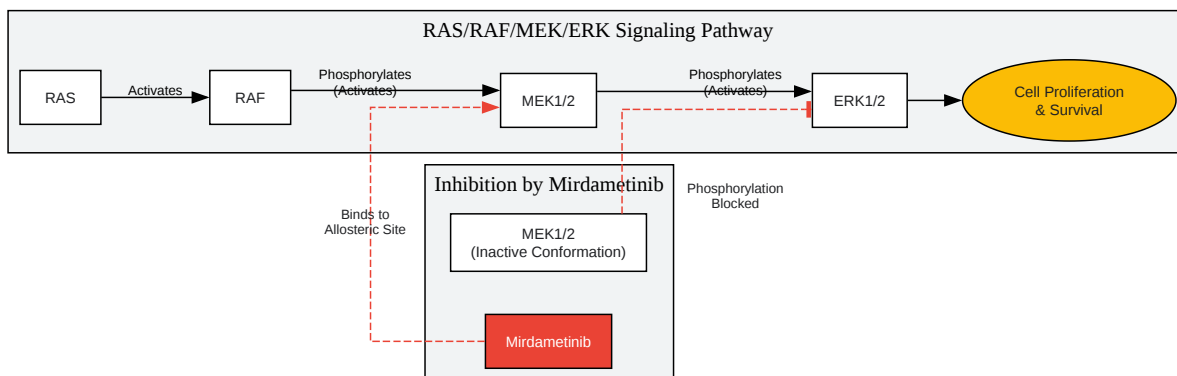 RAS/RAF/MEK/ERK Signaling Pathway
RAS
Activates
RAF
Phosphorylates
(Activates)
MEK1/2
Phosphorylates
(Activates)
ERK1/2
Cell Proliferation
& Survival
Inhibition by Mirdametinib
Binds to
Allosteric Site
MEK1/2
(Inactive Conformation)
Phosphorylation
Blocked
Mirdametinib